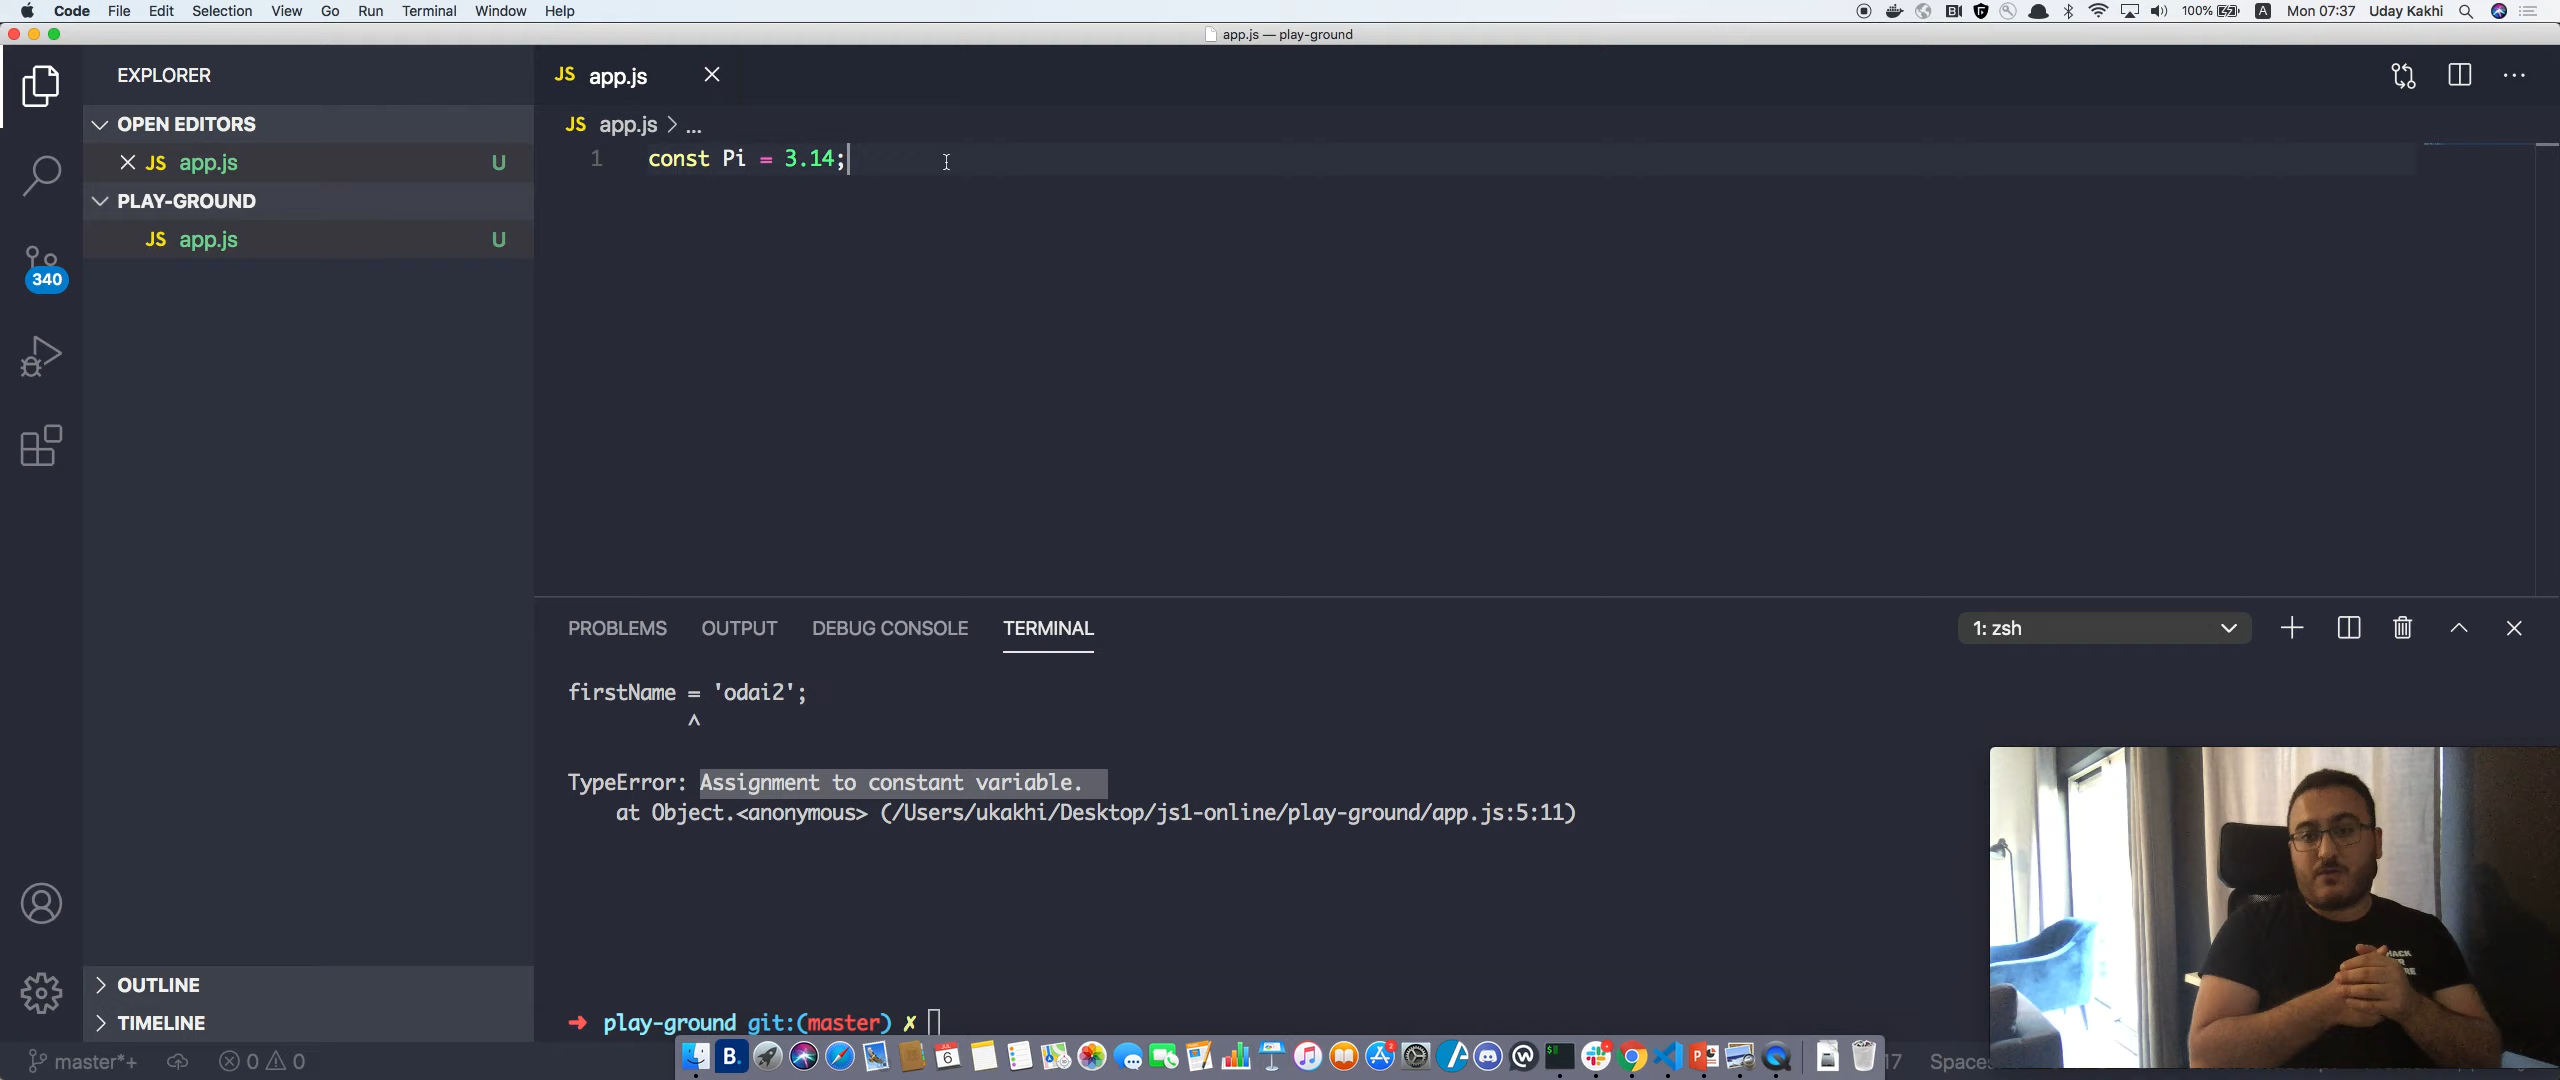 Code File Edit Selection View Go Run Terminal Window Help 100% A Mon 07:37 Uday Kakhi
app.js — play-ground
EXPLORER
OPEN EDITORS
JS app.js U
PLAY-GROUND
JS app.js U
340
OUTLINE
TIMELINE
JS app.js
JS app.js > ...
1 const Pi = 3.14;
PROBLEMS OUTPUT DEBUG CONSOLE TERMINAL 1: zsh
firstName = 'odai2';
^
TypeError: Assignment to constant variable.
at Object.<anonymous> (/Users/ukakhi/Desktop/js1-online/play-ground/app.js:5:11)
➜ play-ground git:(master) ✗
master*+ 0 0 17 Spaces